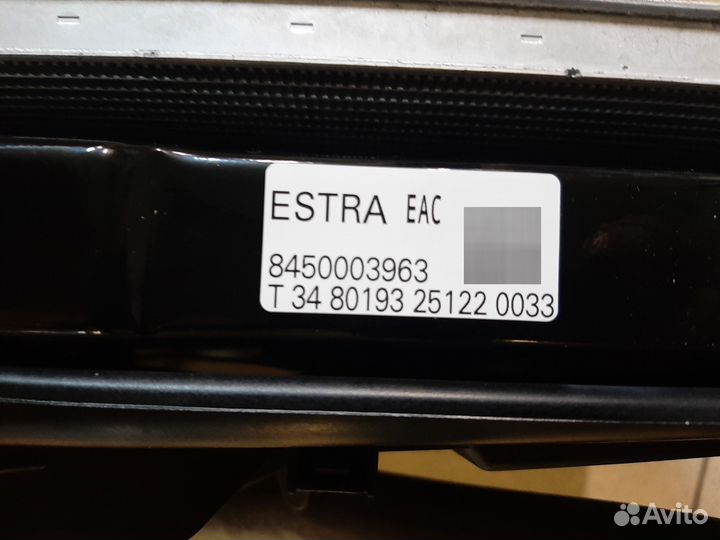 ESTRA EAC
8450003963
T 34 80193 25122 0033
Avito